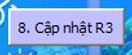 8. Cập nhật R3